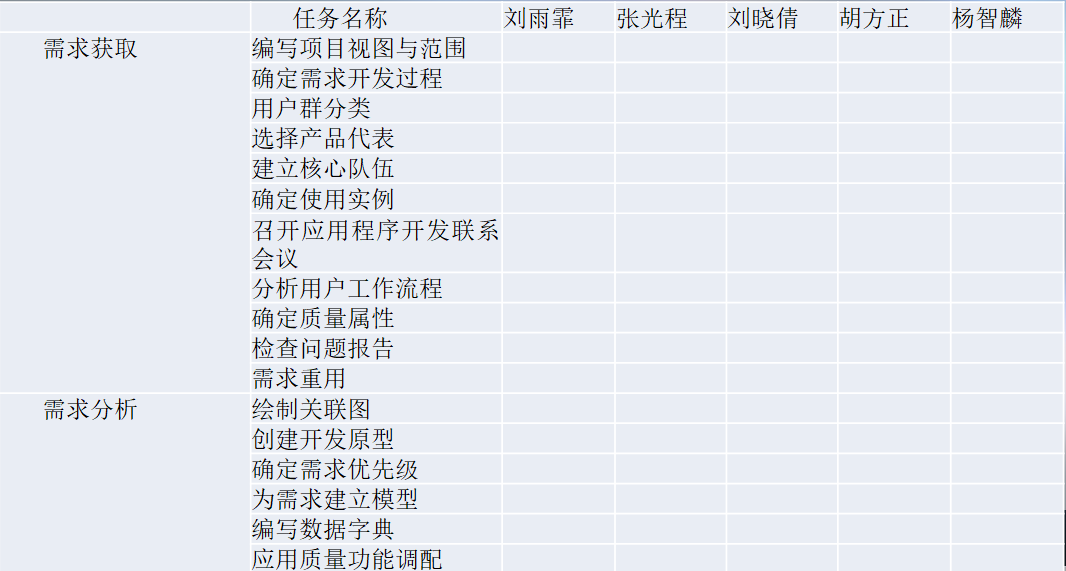 任务名称 刘雨霏 张光程 刘晓倩 胡方正 杨智麟
需求获取 编写项目视图与范围
确定需求开发过程
用户群分类
选择产品代表
建立核心队伍
确定使用实例
召开应用程序开发联系
会议
分析用户工作流程
确定质量属性
检查问题报告
需求重用
需求分析 绘制关联图
创建开发原型
确定需求优先级
为需求建立模型
编写数据字典
应用质量功能调配